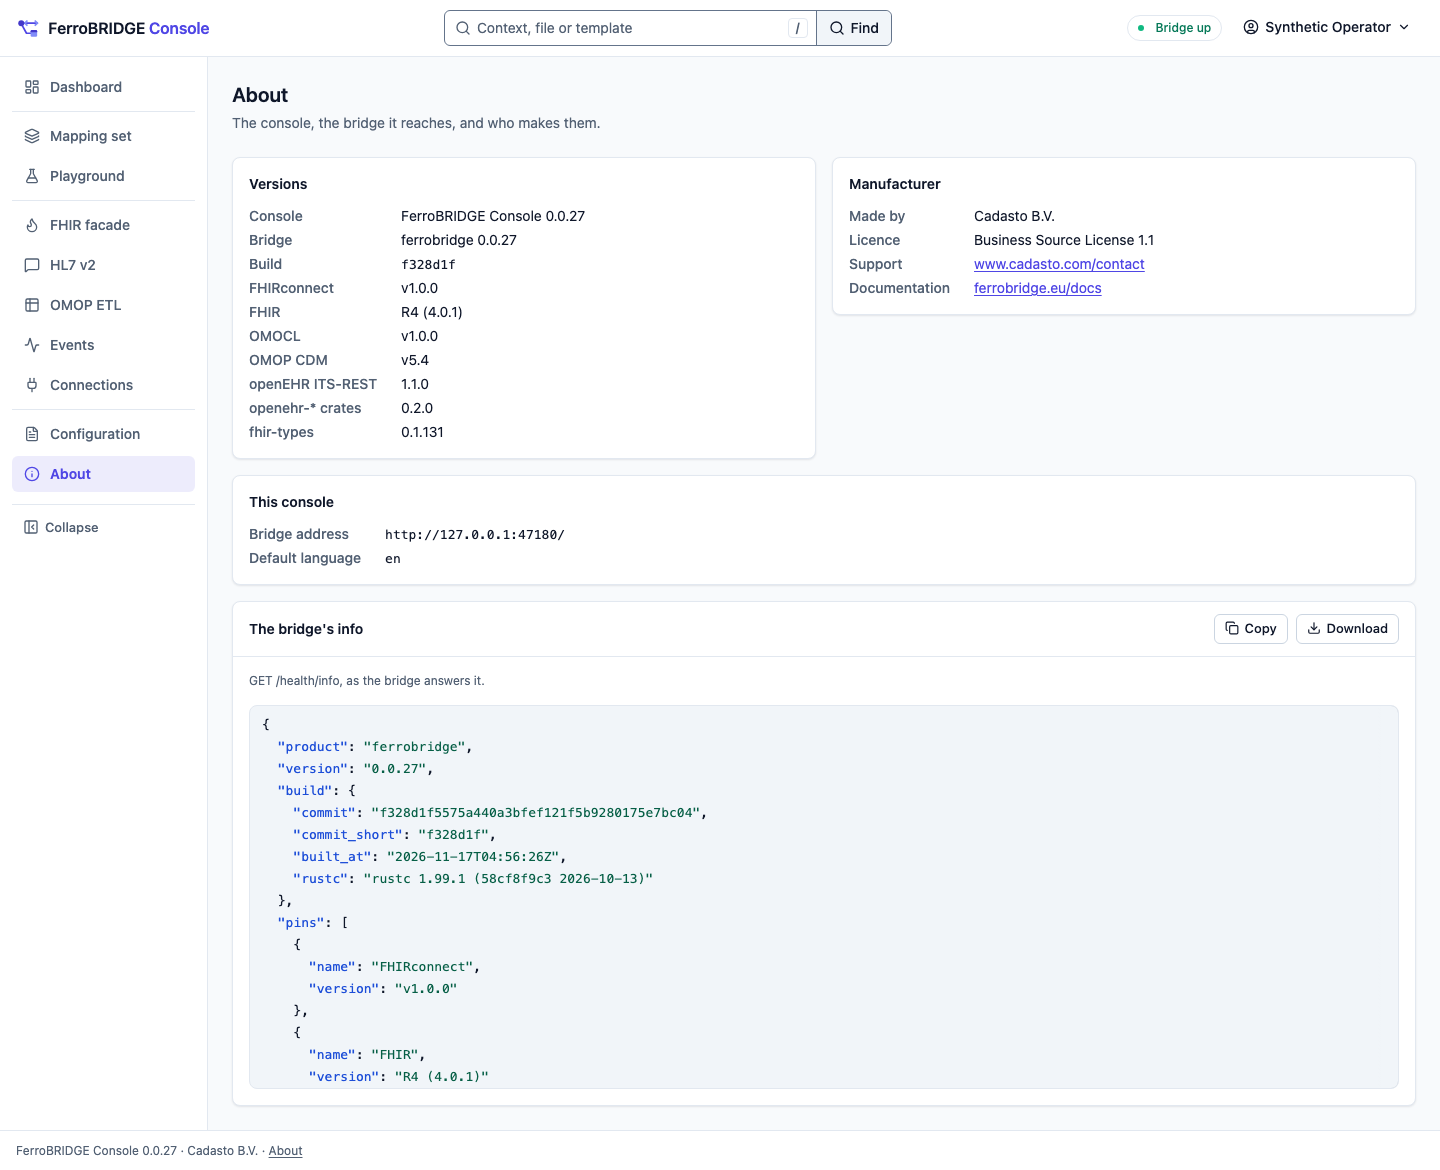 FerroBRIDGE Console
Context, file or template
/
Find
Bridge up
Synthetic Operator
Dashboard
Mapping set
Playground
FHIR facade
HL7 v2
OMOP ETL
Events
Connections
Configuration
About
Collapse
About
The console, the bridge it reaches, and who makes them.
Versions
Console FerroBRIDGE Console 0.0.27
Bridge ferrobridge 0.0.27
Build f328d1f
FHIRconnect v1.0.0
FHIR R4 (4.0.1)
OMOCL v1.0.0
OMOP CDM v5.4
openEHR ITS-REST 1.1.0
openehr-* crates 0.2.0
fhir-types 0.1.131
Manufacturer
Made by Cadasto B.V.
Licence Business Source License 1.1
Support www.cadasto.com/contact
Documentation ferrobridge.eu/docs
This console
Bridge address http://127.0.0.1:47180/
Default language en
The bridge's info
Copy
Download
GET /health/info, as the bridge answers it.
{
"product": "ferrobridge",
"version": "0.0.27",
"build": {
"commit": "f328d1f5575a440a3bfef121f5b9280175e7bc04",
"commit_short": "f328d1f",
"built_at": "2026-11-17T04:56:26Z",
"rustc": "rustc 1.99.1 (58cf8f9c3 2026-10-13)"
},
"pins": [
{
"name": "FHIRconnect",
"version": "v1.0.0"
},
{
"name": "FHIR",
"version": "R4 (4.0.1)"
FerroBRIDGE Console 0.0.27 · Cadasto B.V. · About